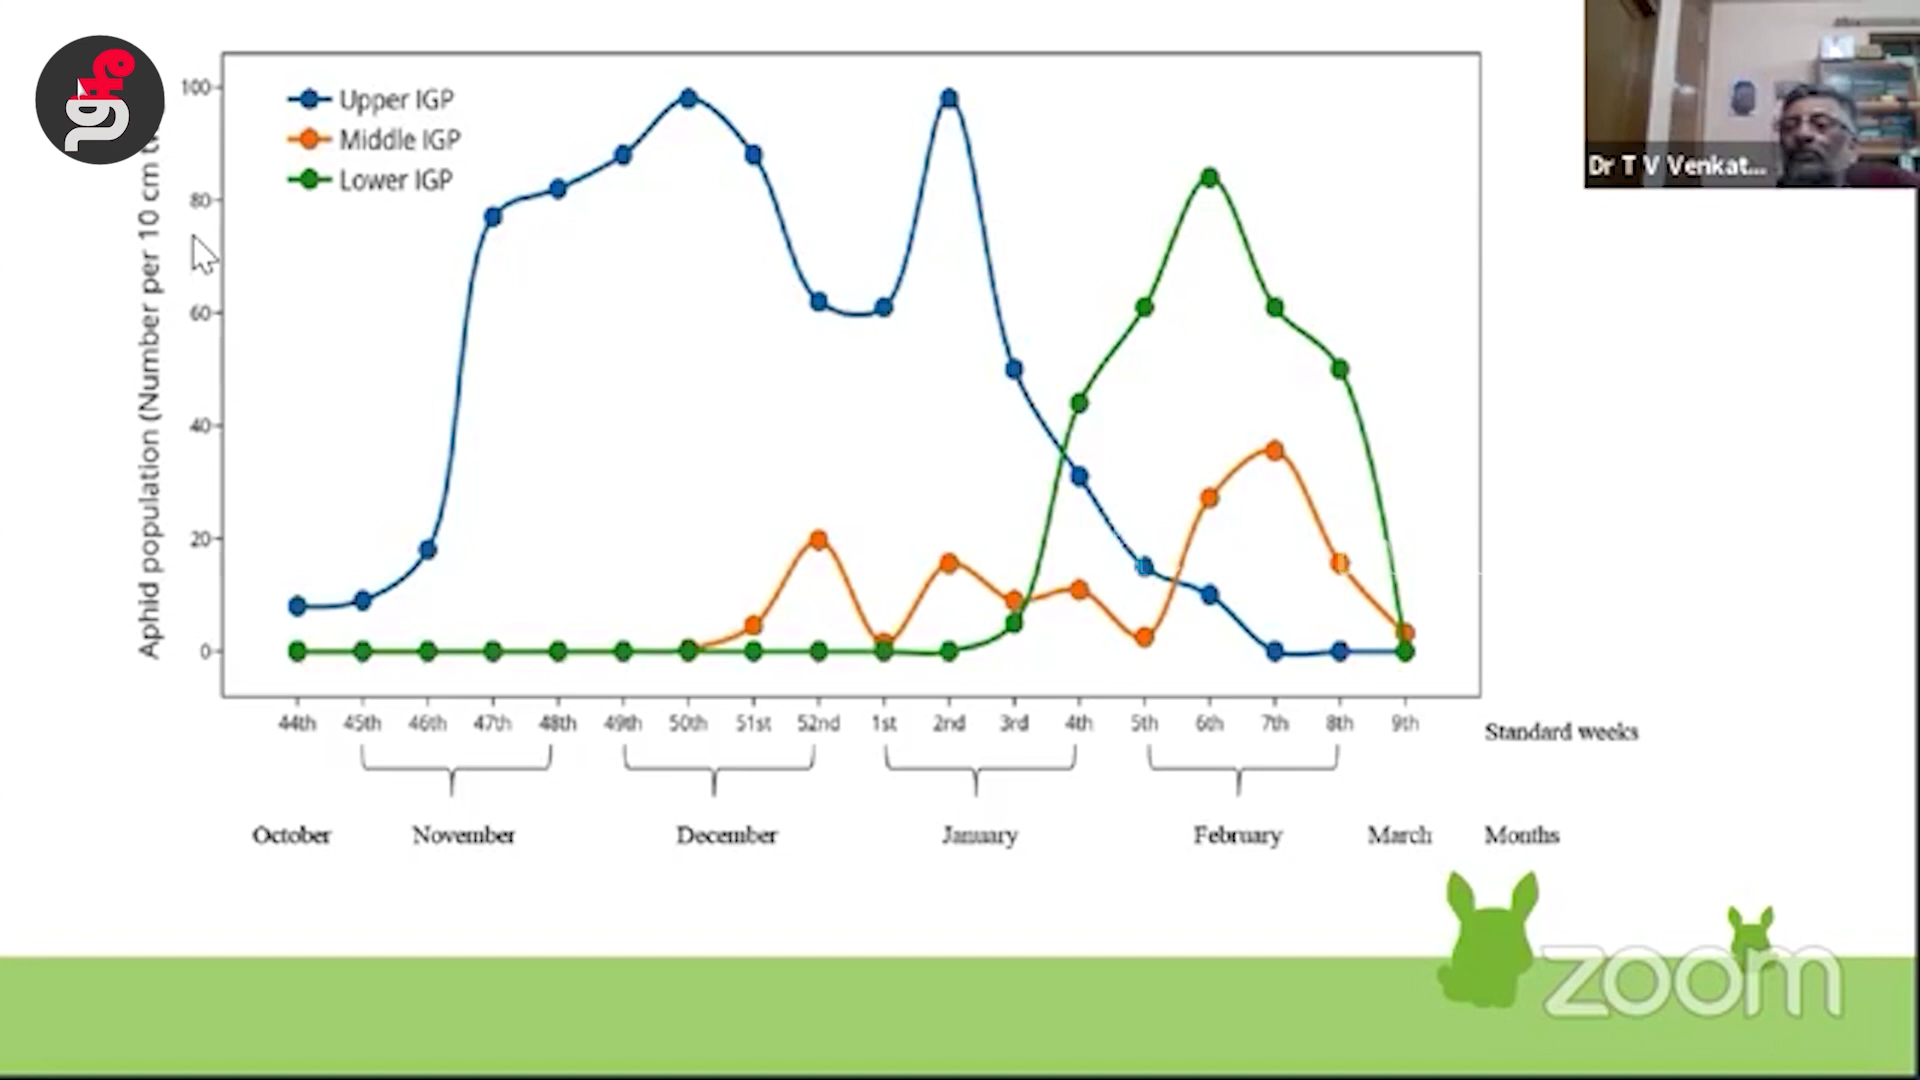 Dr T V Venkat...
Upper IGP
Middle IGP
Lower IGP
Aphid population (Number per 10 cm
100
80
60
40
20
0
44th 45th 46th 47th 48th 49th 50th 51st 52nd 1st 2nd 3rd 4th 5th 6th 7th 8th 9th
Standard weeks
October November December January February March Months
zoom